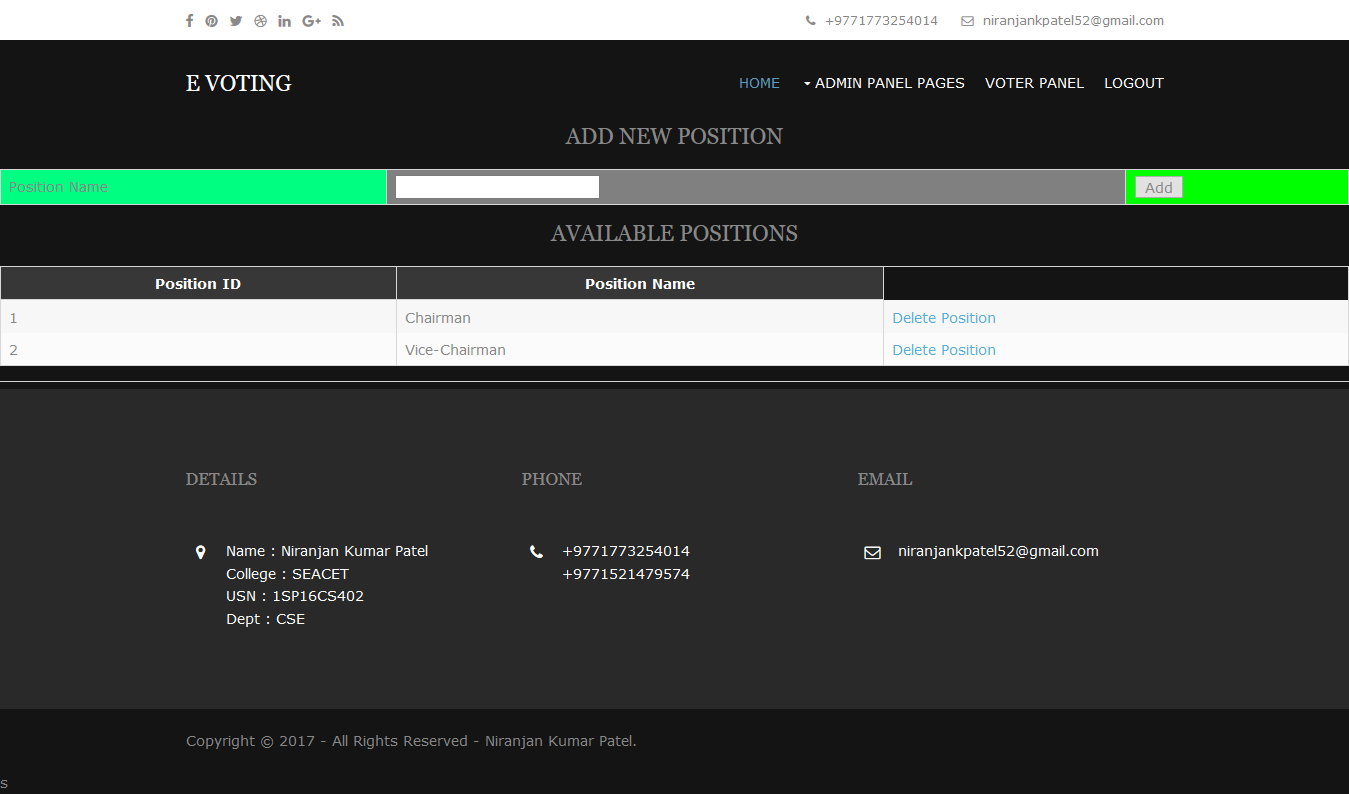 +9771773254014 niranjankpatel52@gmail.com
E VOTING HOME ADMIN PANEL PAGES VOTER PANEL LOGOUT
ADD NEW POSITION
Position Name Add
AVAILABLE POSITIONS
Position ID Position Name
1 Chairman Delete Position
2 Vice-Chairman Delete Position
DETAILS PHONE EMAIL
Name : Niranjan Kumar Patel +9771773254014 niranjankpatel52@gmail.com
College : SEACET +9771521479574
USN : 1SP16CS402
Dept : CSE
Copyright © 2017 - All Rights Reserved - Niranjan Kumar Patel.
s